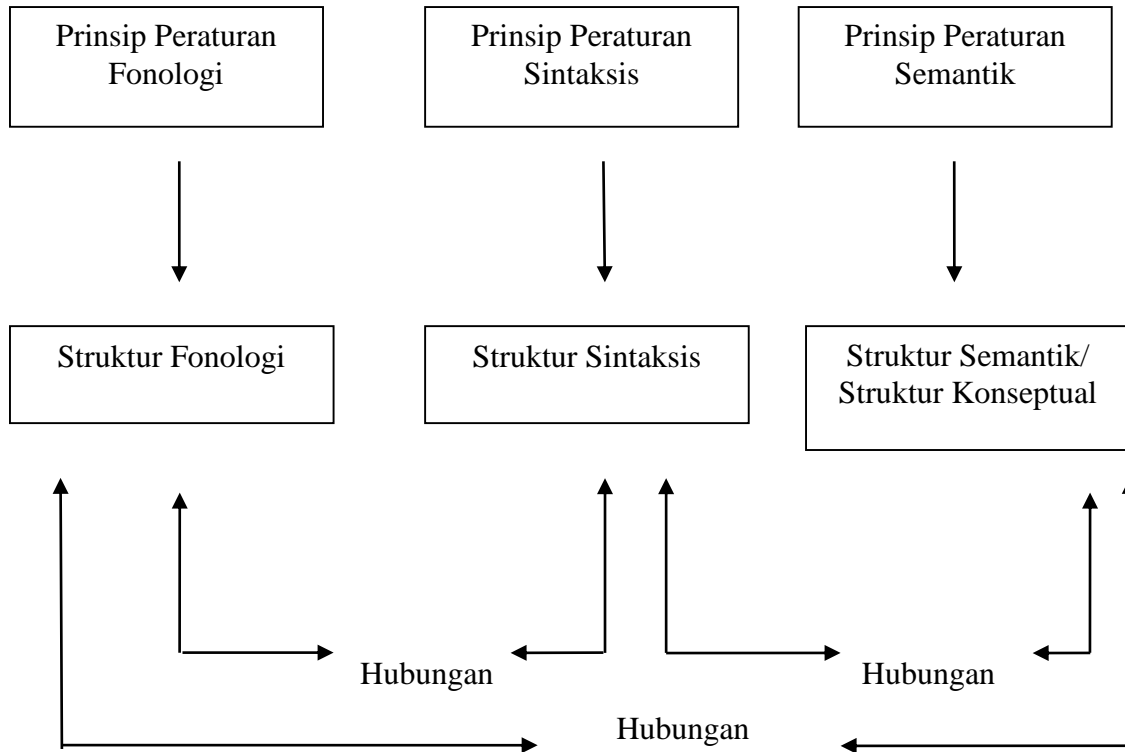 Prinsip Peraturan
Fonologi
Prinsip Peraturan
Sintaksis
Prinsip Peraturan
Semantik
Struktur Fonologi
Struktur Sintaksis
Struktur Semantik/
Struktur Konseptual
Hubungan
Hubungan
Hubungan